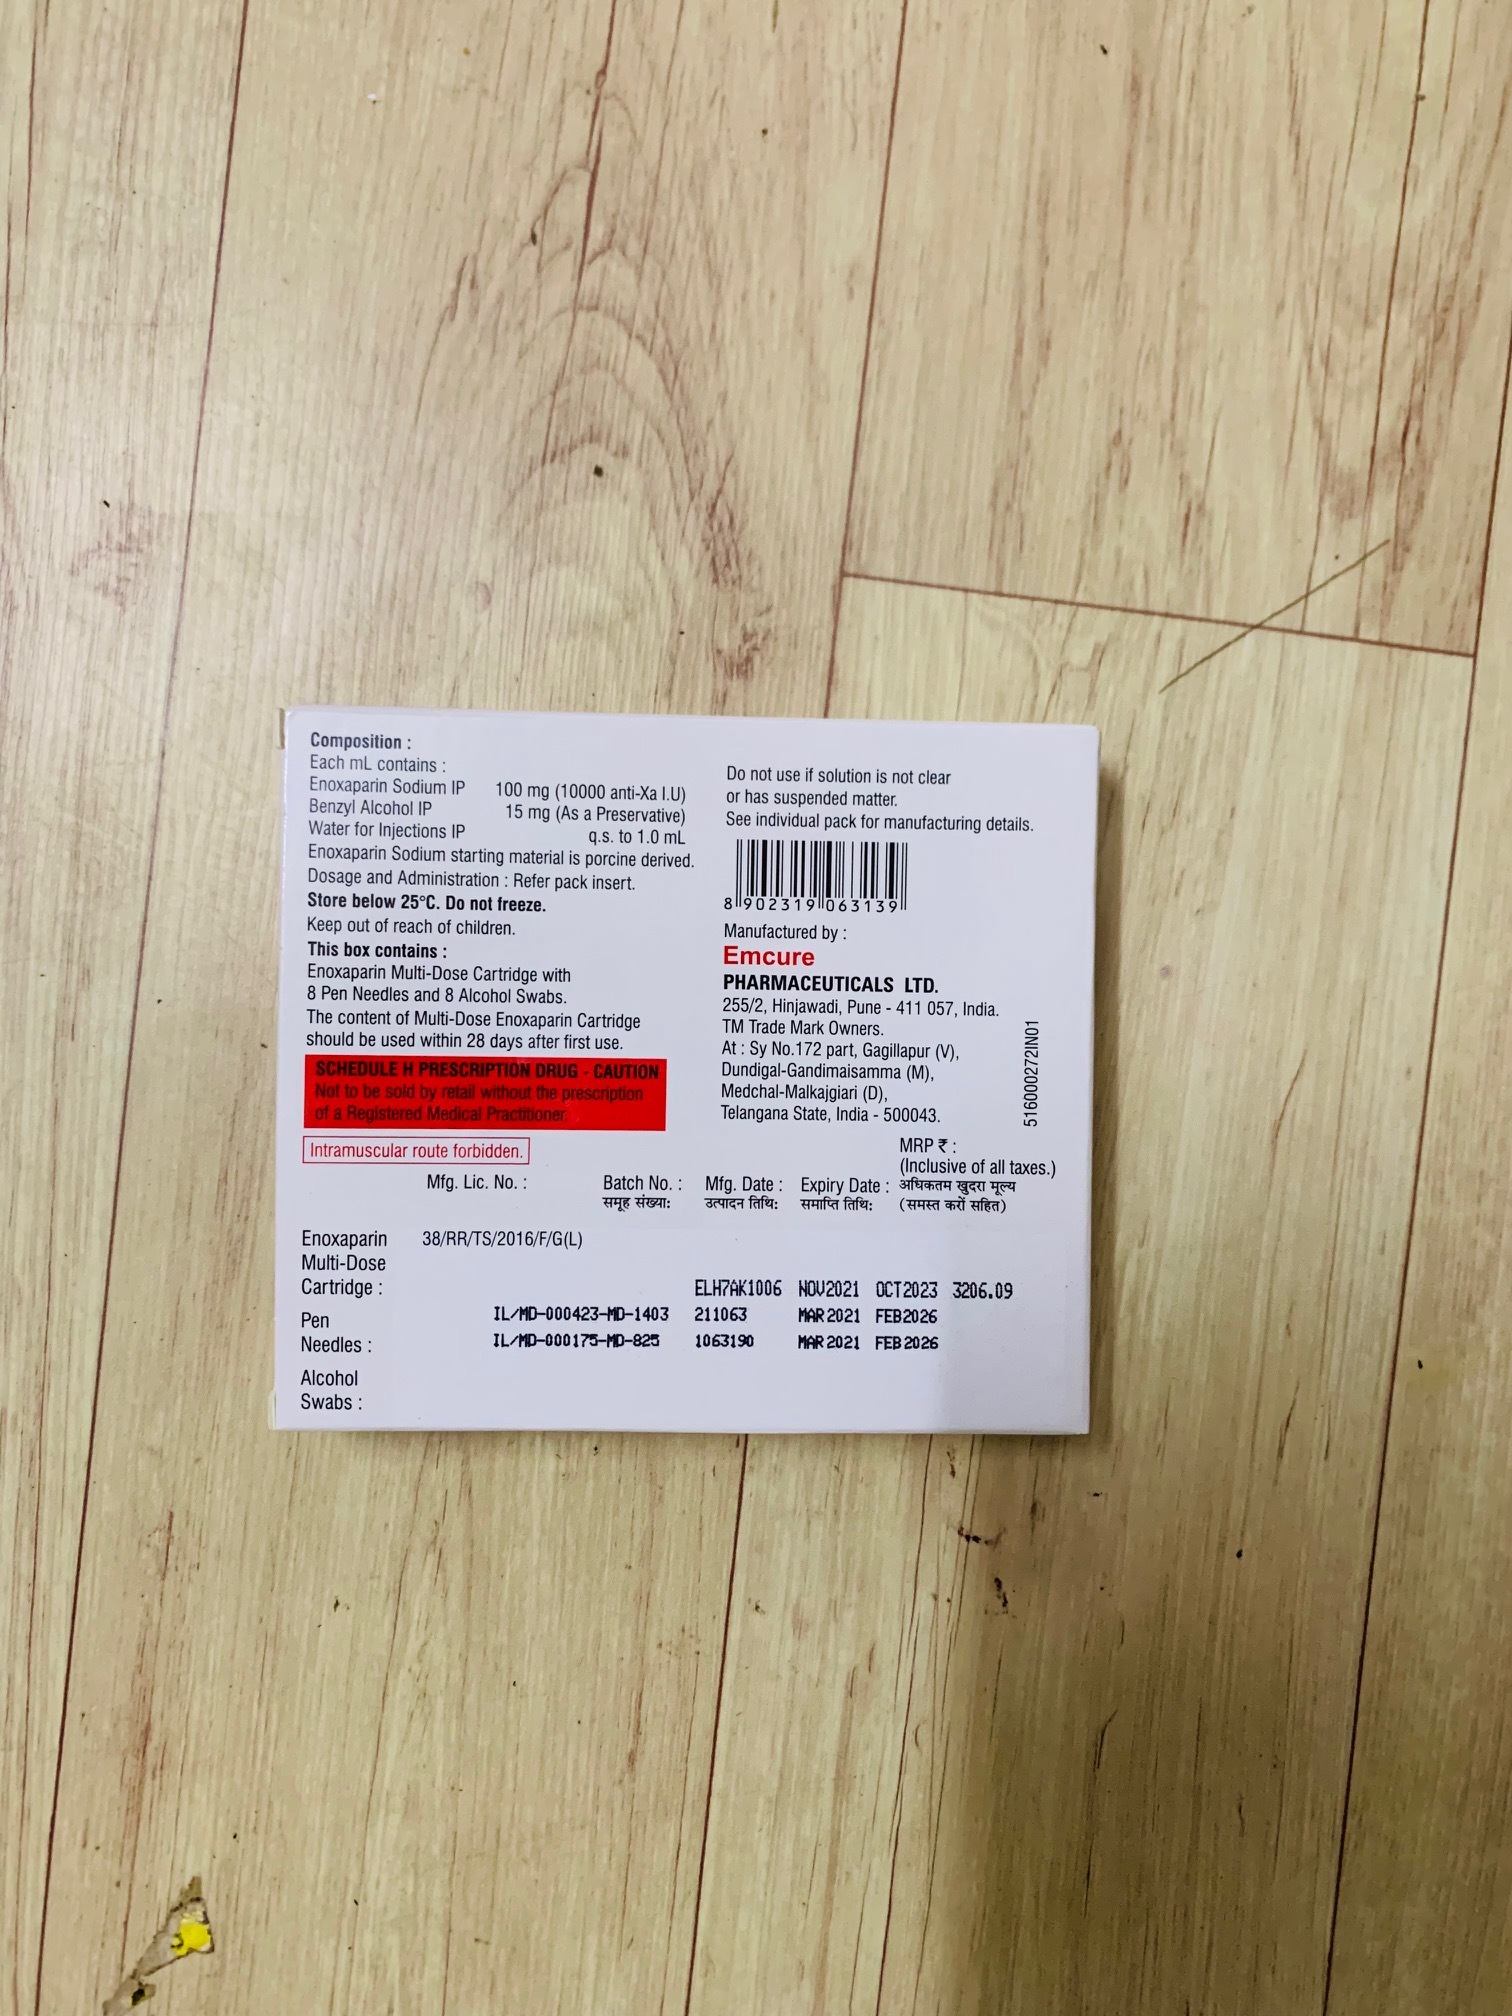 Composition :
Each mL contains :
Enoxaparin Sodium IP 100 mg (10000 anti-Xa I.U)
Benzyl Alcohol IP 15 mg (As a Preservative)
Water for Injections IP q.s. to 1.0 mL
Enoxaparin Sodium starting material is porcine derived.
Dosage and Administration : Refer pack insert.
Store below 25°C. Do not freeze.
Keep out of reach of children.
This box contains :
Enoxaparin Multi-Dose Cartridge with
8 Pen Needles and 8 Alcohol Swabs.
The content of Multi-Dose Enoxaparin Cartridge
should be used within 28 days after first use.
SCHEDULE H PRESCRIPTION DRUG - CAUTION
Not to be sold by retail without the prescription
of a Registered Medical Practitioner.
Intramuscular route forbidden.
Do not use if solution is not clear
or has suspended matter.
See individual pack for manufacturing details.
8 902319 063139
Manufactured by :
Emcure
PHARMACEUTICALS LTD.
255/2, Hinjawadi, Pune - 411 057, India.
TM Trade Mark Owners.
At : Sy No.172 part, Gagillapur (V),
Dundigal-Gandimaisamma (M),
Medchal-Malkajgiari (D),
Telangana State, India - 500043.
516000272IN01
MRP ₹ :
(Inclusive of all taxes.)
Mfg. Lic. No. : Batch No. : Mfg. Date : Expiry Date : अधिकतम खुदरा मूल्य
समूह संख्या: उत्पादन तिथि: समाप्ति तिथि: (समस्त करों सहित)
Enoxaparin 38/RR/TS/2016/F/G(L)
Multi-Dose
Cartridge : ELH7AK1006 NOV2021 OCT2023 3206.09
Pen IL/MD-000423-MD-1403 211063 MAR2021 FEB2026
Needles : IL/MD-000175-MD-825 1063190 MAR2021 FEB2026
Alcohol
Swabs :